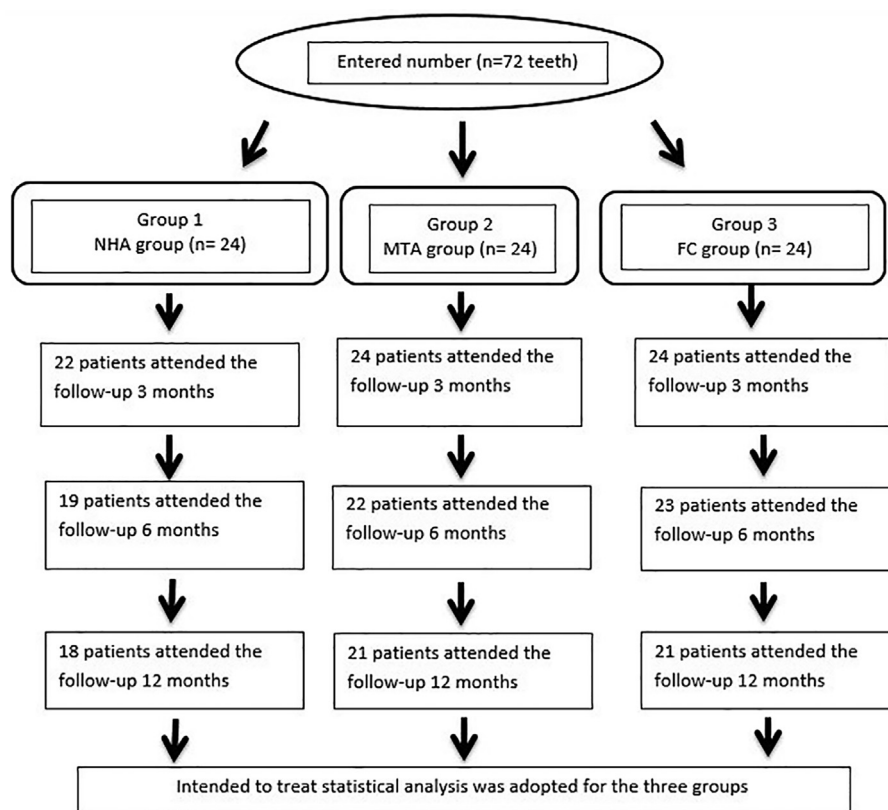 Entered number (n=72 teeth)
Group 1
NHA group (n= 24)
Group 2
MTA group (n= 24)
Group 3
FC group (n= 24)
22 patients attended the
follow-up 3 months
24 patients attended the
follow-up 3 months
24 patients attended the
follow-up 3 months
19 patients attended the
follow-up 6 months
22 patients attended the
follow-up 6 months
23 patients attended the
follow-up 6 months
18 patients attended the
follow-up 12 months
21 patients attended the
follow-up 12 months
21 patients attended the
follow-up 12 months
Intended to treat statistical analysis was adopted for the three groups